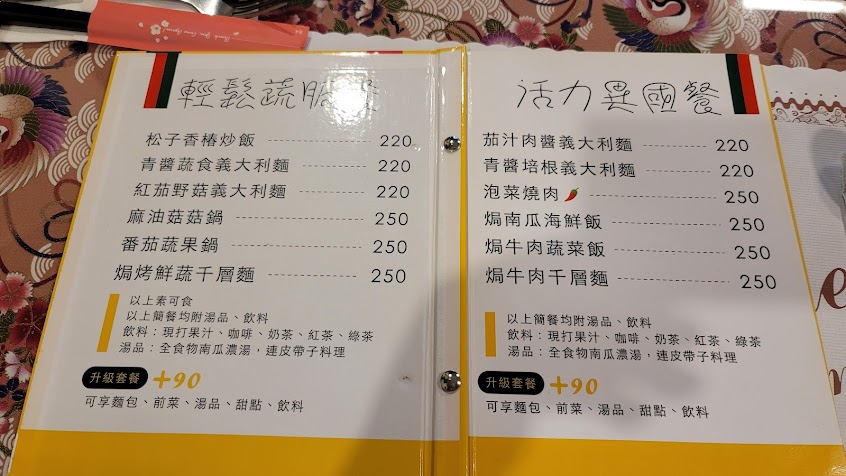 輕鬆蔬
松子香椿炒飯 220
青醬蔬食義大利麵 220
紅茄野菇義大利麵 220
麻油菇菇鍋 250
番茄蔬果鍋 250
焗烤鮮蔬千層麵 250
以上素可食
以上簡餐均附湯品、飲料
飲料：現打果汁、咖啡、奶茶、紅茶、綠茶
湯品：全食物南瓜濃湯，連皮帶子料理
升級套餐 +90
可享麵包、前菜、湯品、甜點、飲料
活力異國餐
茄汁肉醬義大利麵 220
青醬培根義大利麵 220
泡菜燒肉 250
焗南瓜海鮮飯 250
焗牛肉蔬菜飯 250
焗牛肉千層麵 250
以上簡餐均附湯品、飲料
飲料：現打果汁、咖啡、奶茶、紅茶、綠茶
湯品：全食物南瓜濃湯，連皮帶子料理
升級套餐 +90
可享麵包、前菜、湯品、甜點、飲料